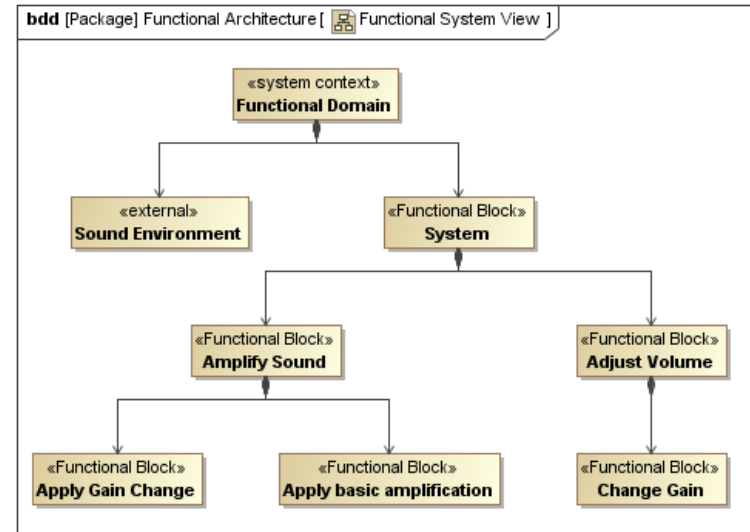 bdd [Package] Functional Architecture [ Functional System View ]
«system context»
Functional Domain
«external»
Sound Environment
«Functional Block»
System
«Functional Block»
Amplify Sound
«Functional Block»
Adjust Volume
«Functional Block»
Apply Gain Change
«Functional Block»
Apply basic amplification
«Functional Block»
Change Gain